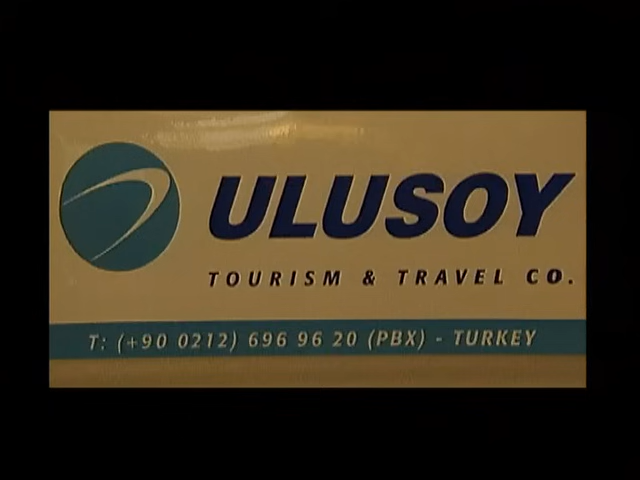 ULUSOY
TOURISM & TRAVEL CO.
T: (+90 0212) 696 96 20 (PBX) - TURKEY